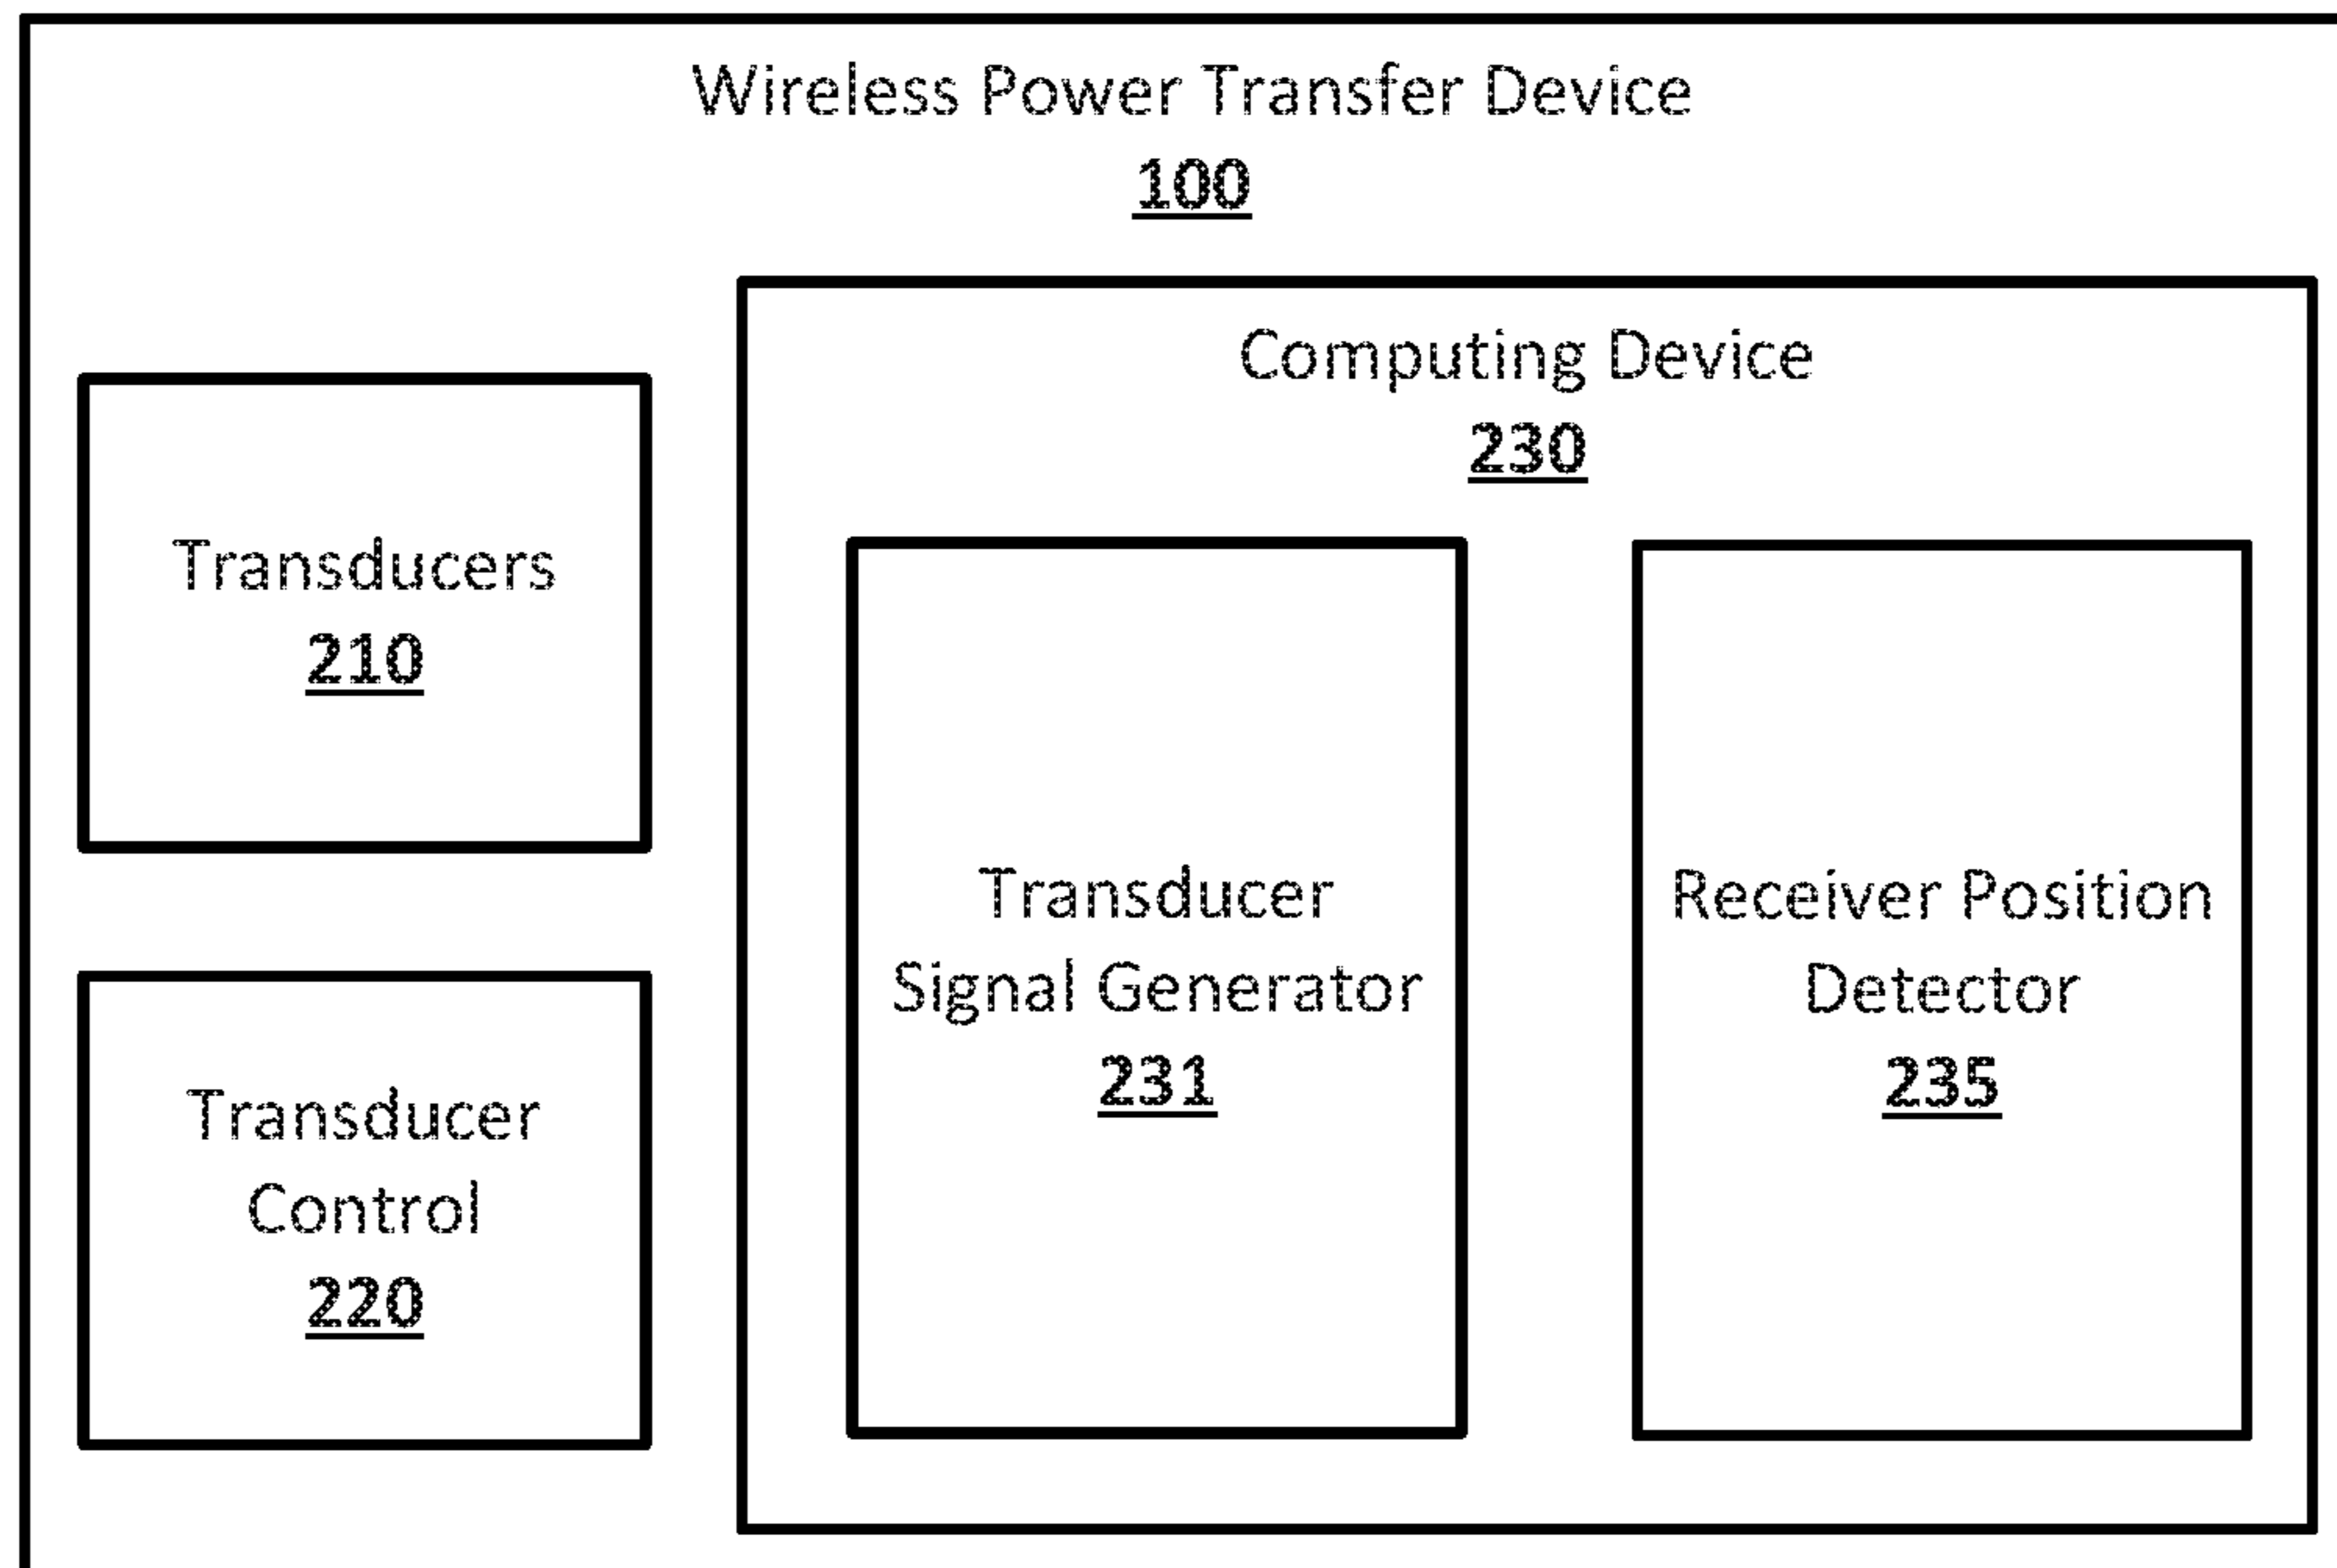 Wireless Power Transfer Device
100
Transducers
210
Transducer
Control
220
Computing Device
230
Transducer
Signal Generator
231
Receiver Position
Detector
235